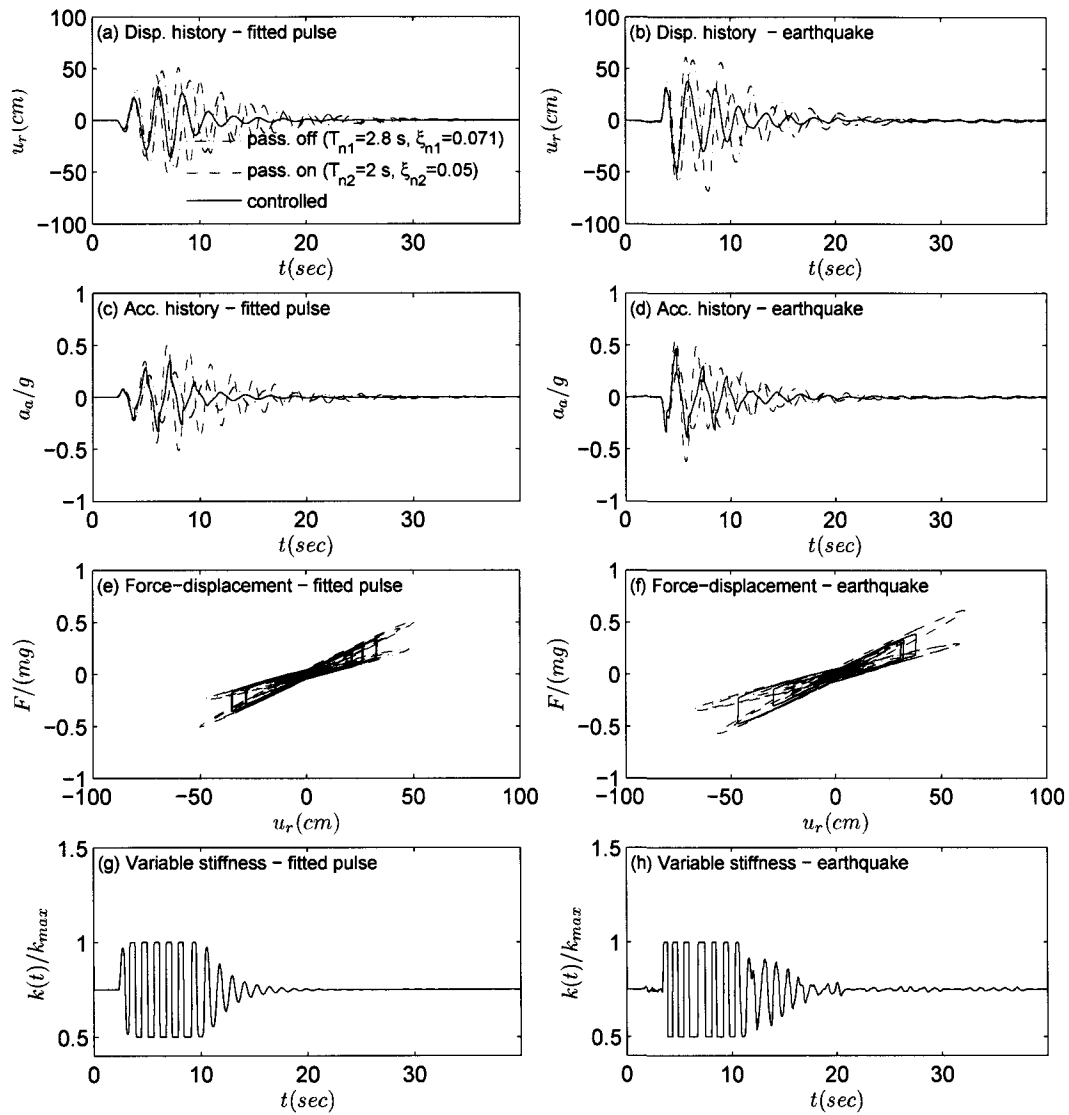 (a) Disp. history − fitted pulse
100
50
0
−50
−100
u_r(cm)
pass. off (T_n1=2.8 s, ξ_n1=0.071)
pass. on (T_n2=2 s, ξ_n2=0.05)
controlled
0 10 20 30
t(sec)
(b) Disp. history − earthquake
100
50
0
−50
−100
u_r(cm)
0 10 20 30
t(sec)
(c) Acc. history − fitted pulse
1
0.5
0
−0.5
−1
a_a/g
0 10 20 30
t(sec)
(d) Acc. history − earthquake
1
0.5
0
−0.5
−1
a_a/g
0 10 20 30
t(sec)
(e) Force−displacement − fitted pulse
1
0.5
0
−0.5
−1
F/(mg)
−100 −50 0 50 100
u_r(cm)
(f) Force−displacement − earthquake
1
0.5
0
−0.5
−1
F/(mg)
−100 −50 0 50 100
u_r(cm)
(g) Variable stiffness − fitted pulse
1.5
1
0.5
k(t)/k_max
0 10 20 30
t(sec)
(h) Variable stiffness − earthquake
1.5
1
0.5
k(t)/k_max
0 10 20 30
t(sec)